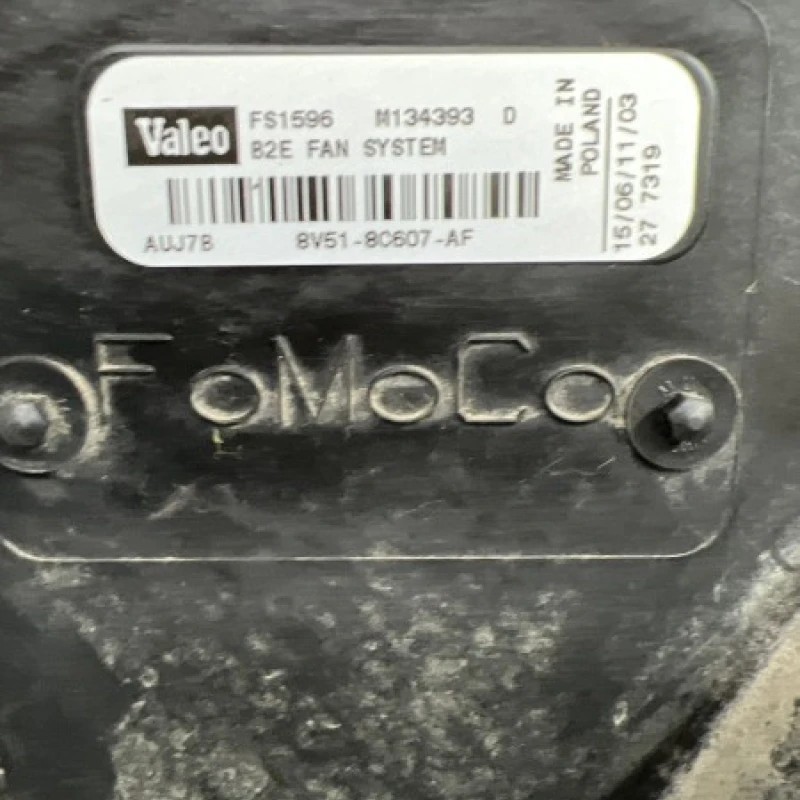 Valeo FS1596 M134393 D
B2E FAN SYSTEM
AUJ7B 8V51-8C607-AF
MADE IN
POLAND
15/06/11/03
27 7319
FoMoCo